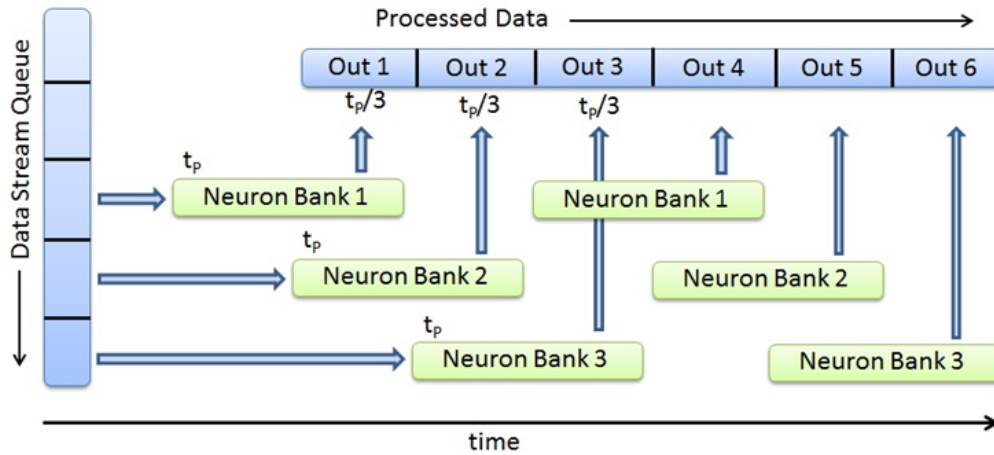 Processed Data
Data Stream Queue
Out 1 Out 2 Out 3 Out 4 Out 5 Out 6
tP/3 tP/3 tP/3
tP
Neuron Bank 1 Neuron Bank 1
tP
Neuron Bank 2 Neuron Bank 2
tP
Neuron Bank 3 Neuron Bank 3
time